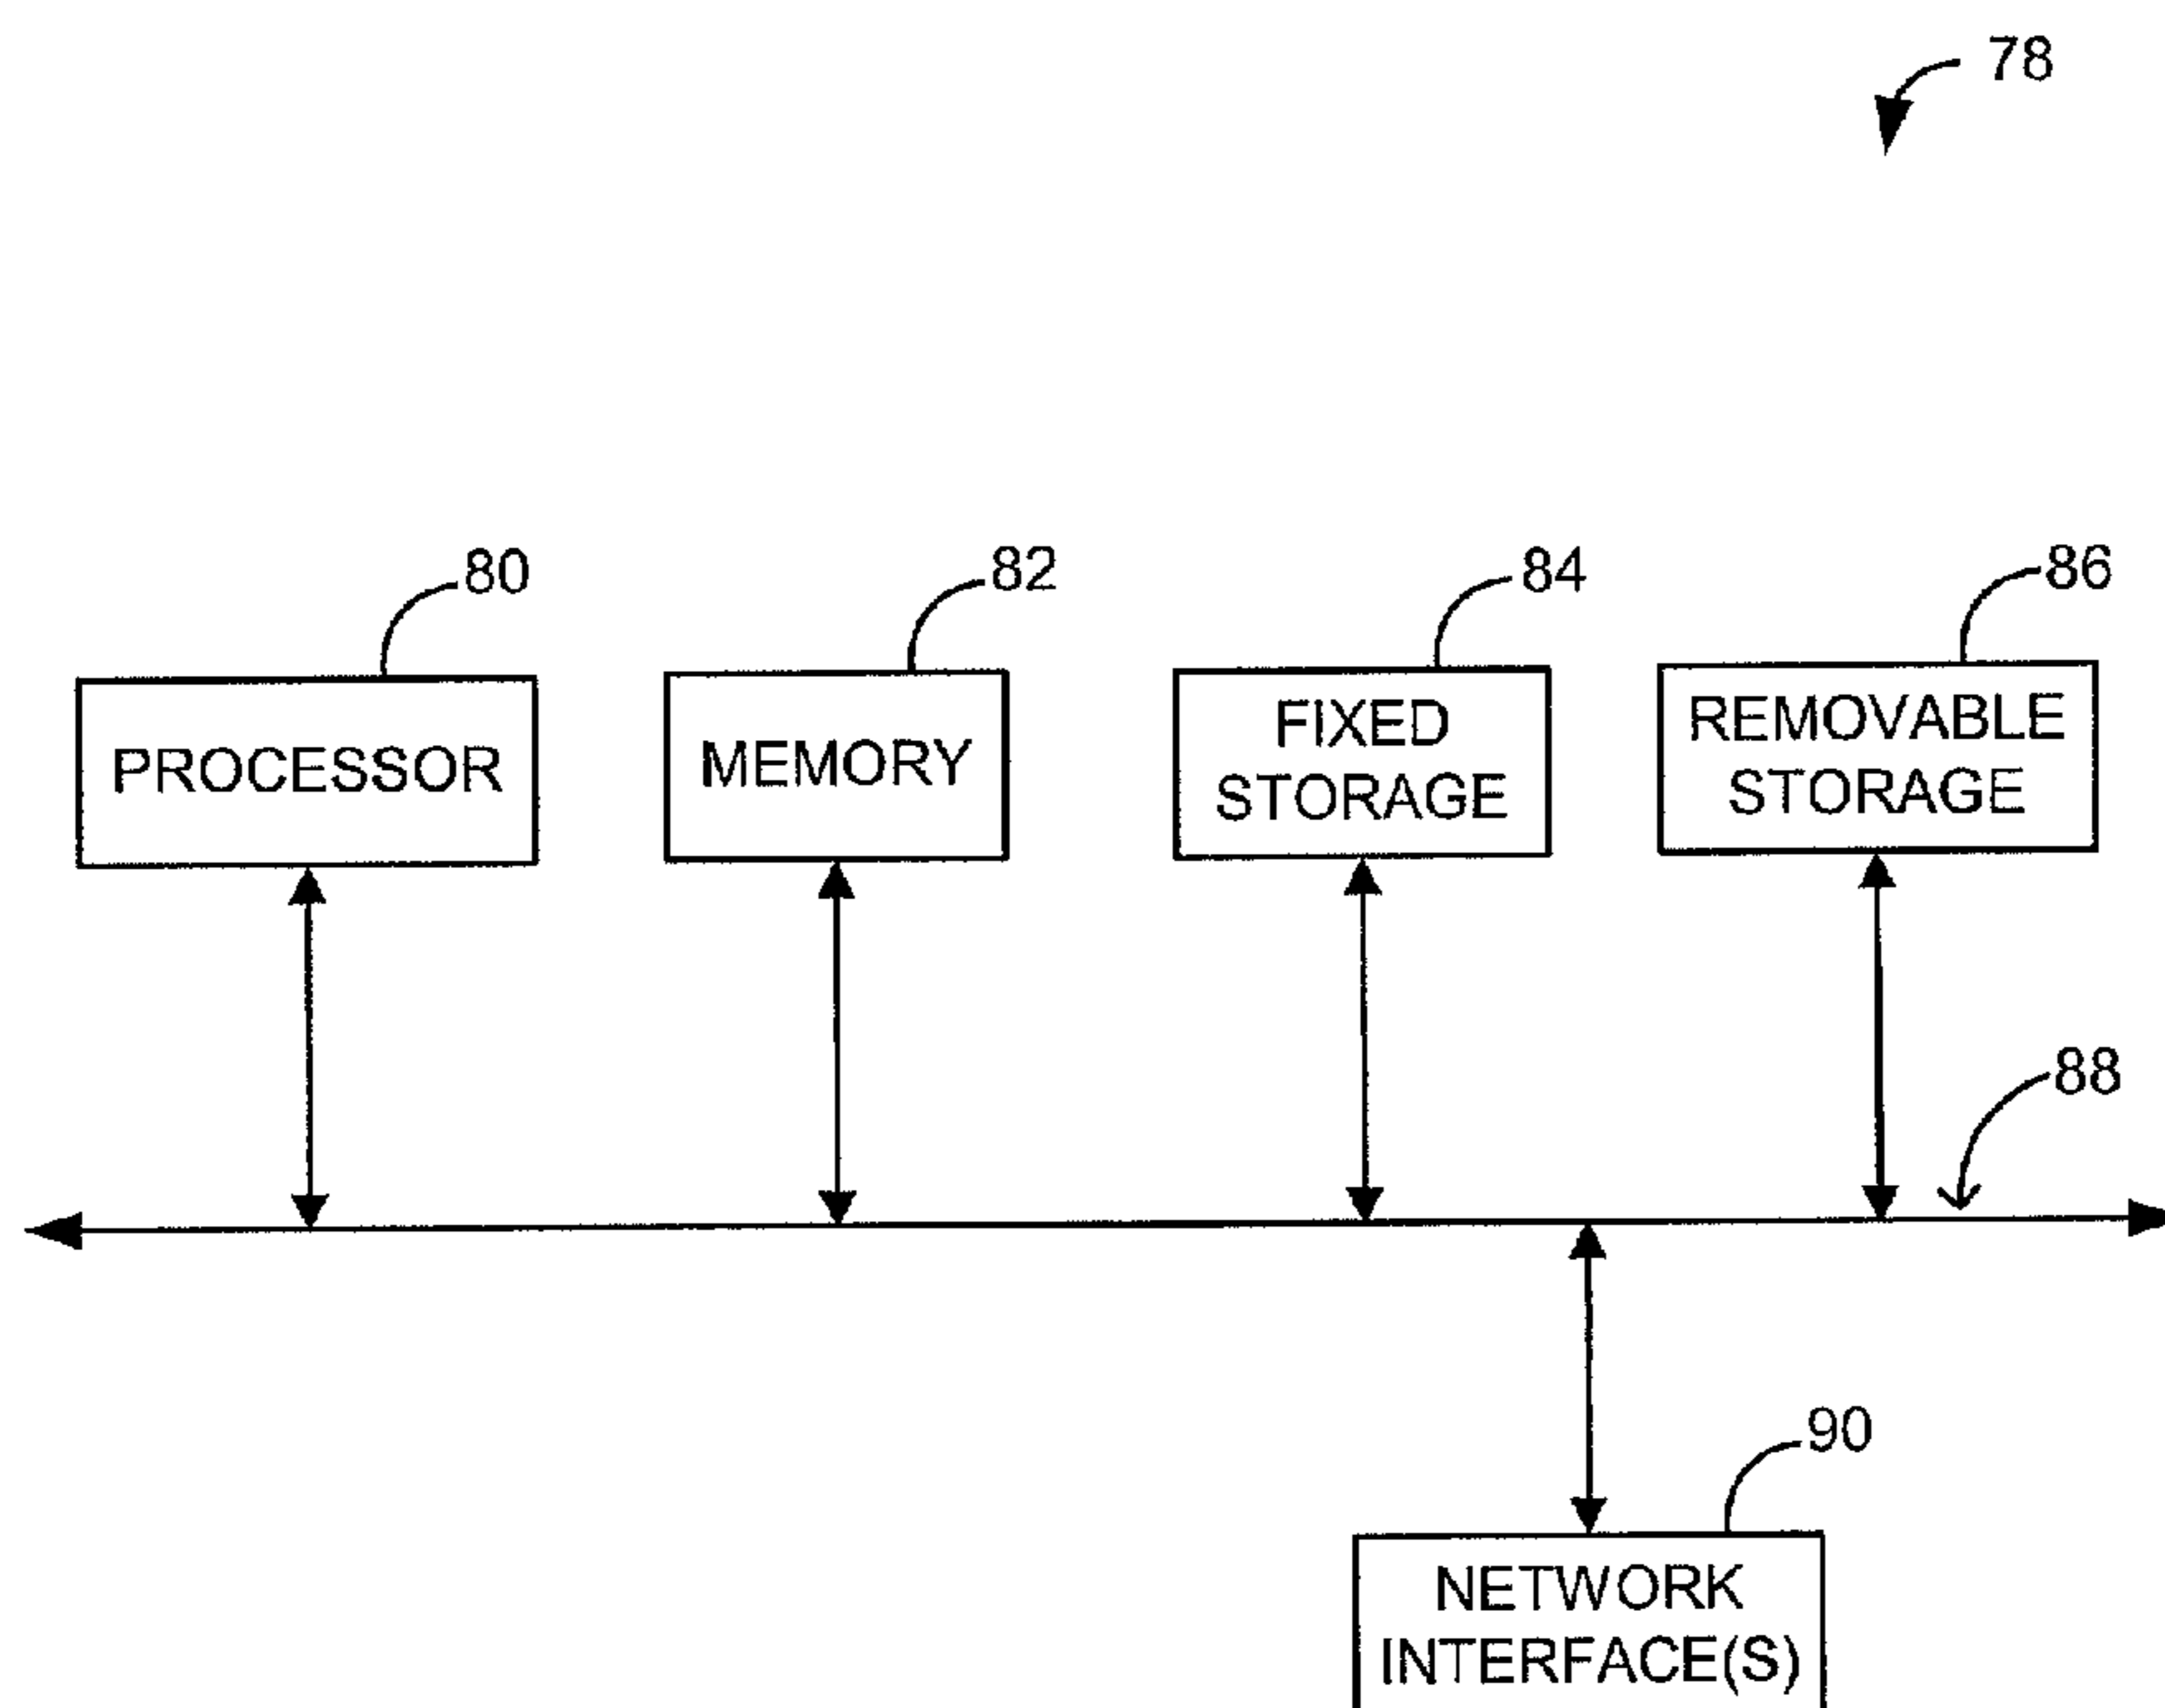 78
80
82
84
86
PROCESSOR
MEMORY
FIXED
STORAGE
REMOVABLE
STORAGE
88
90
NETWORK
INTERFACE(S)